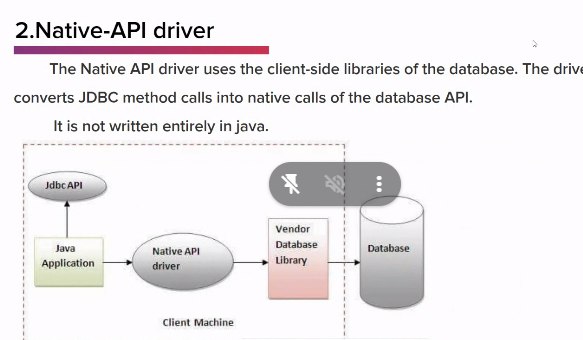 2.Native-API driver
The Native API driver uses the client-side libraries of the database. The
converts JDBC method calls into native calls of the database API.
It is not written entirely in java.
Jdbc API
Java
Application
Native API
driver
Vendor
Database
Library
Database
Client Machine